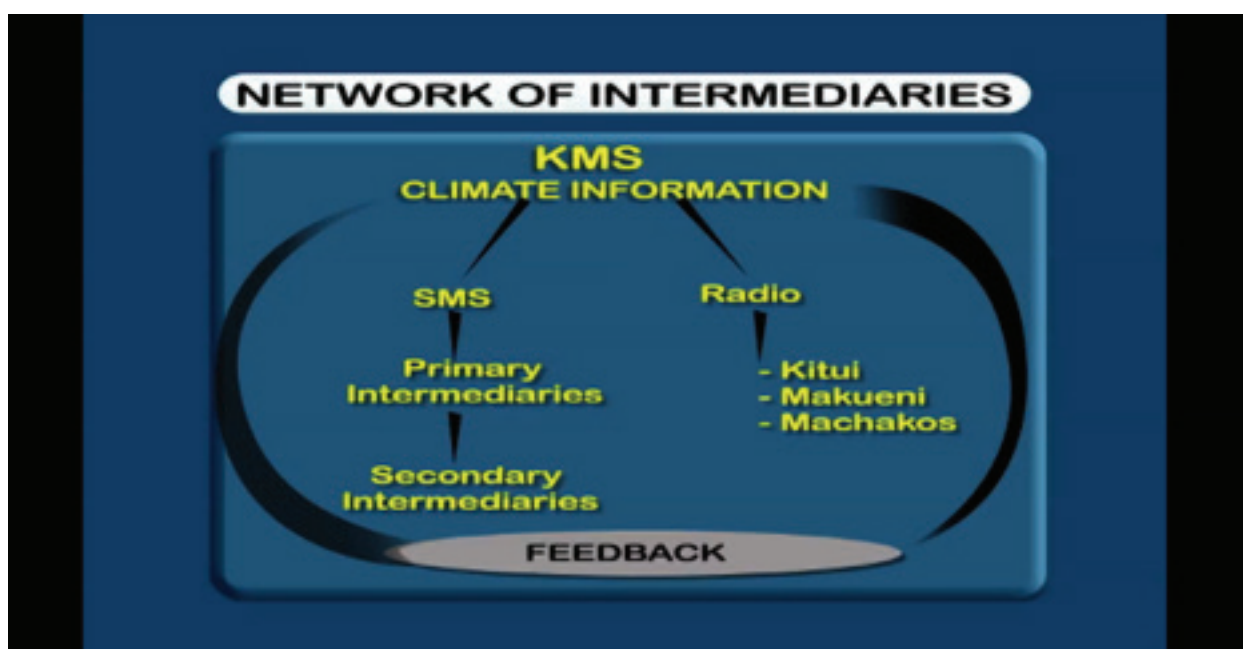 NETWORK OF INTERMEDIARIES
KMS
CLIMATE INFORMATION
SMS
Primary
Intermediaries
Secondary
Intermediaries
Radio
- Kitui
- Makueni
- Machakos
FEEDBACK